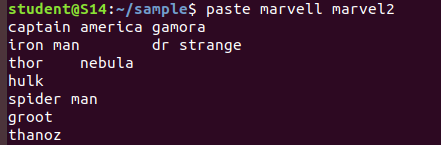 student@S14:~/sample$ paste marvell marvel2
captain america gamora
iron man        dr strange
thor    nebula
hulk
spider man
groot
thanoz